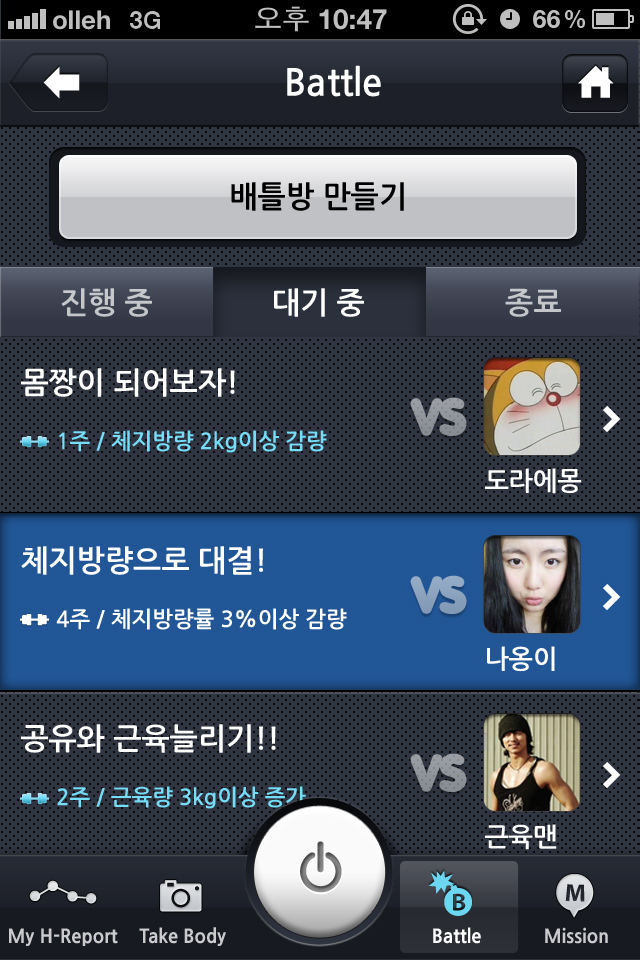 olleh 3G 오후 10:47 66%
Battle
배틀방 만들기
진행 중 대기 중 종료
몸짱이 되어보자!
1주 / 체지방량 2kg이상 감량
VS
도라에몽
체지방량으로 대결!
4주 / 체지방량률 3%이상 감량
VS
나옹이
공유와 근육늘리기!!
2주 / 근육량 3kg이상 증가
VS
근육맨
B
M
My H-Report Take Body Battle Mission